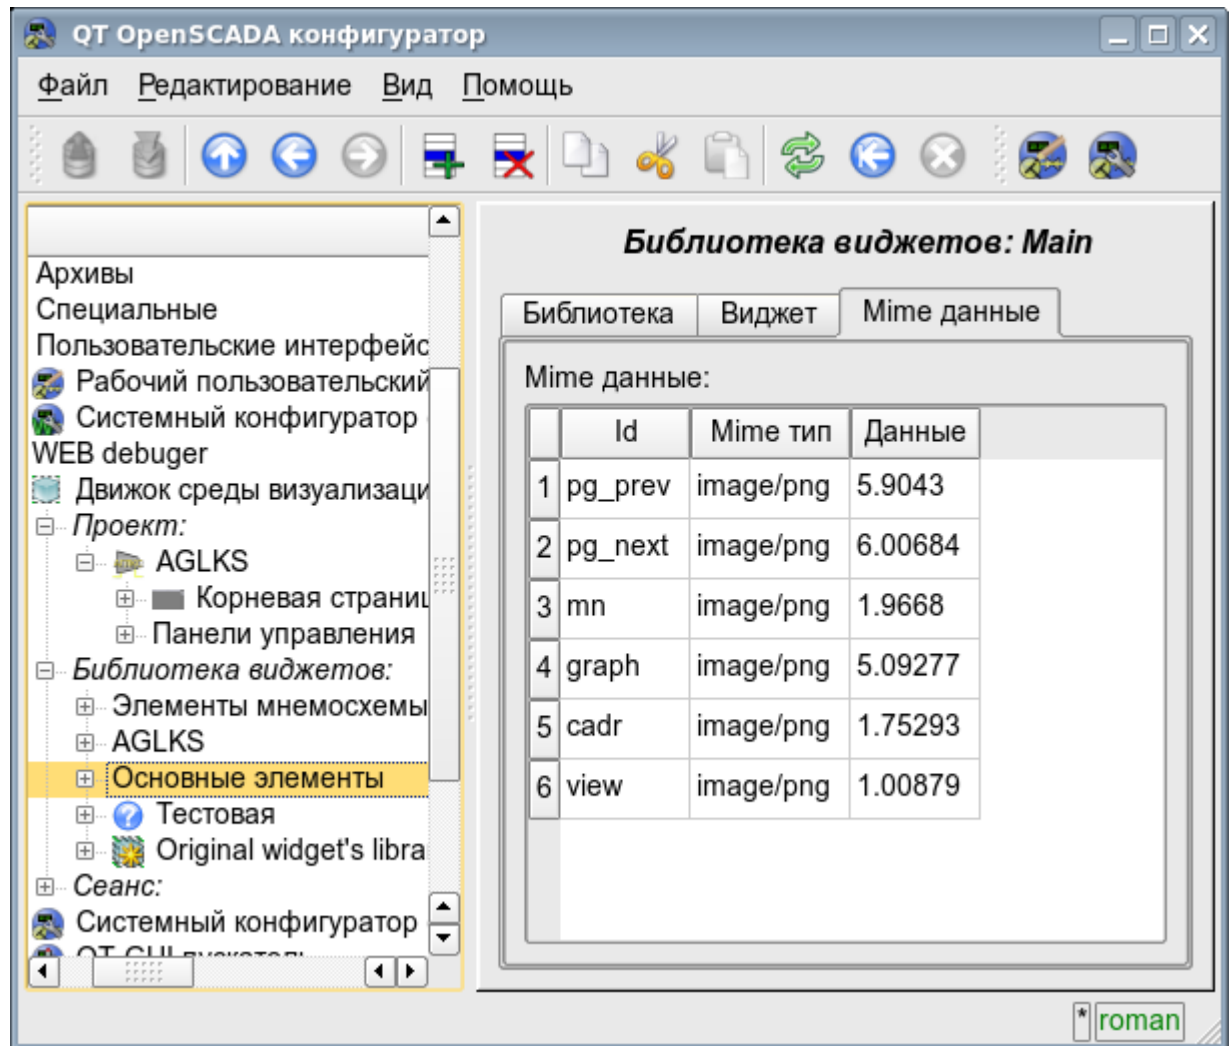 QT OpenSCADA конфигуратор
Файл Редактирование Вид Помощь
Архивы
Специальные
Пользовательские интерфейс
Рабочий пользовательский
Системный конфигуратор
WEB debuger
Движок среды визуализаци
Проект:
AGLKS
Корневая страниц
Панели управления
Библиотека виджетов:
Элементы мнемосхемы
AGLKS
Основные элементы
Тестовая
Original widget's libra
Сеанс:
Системный конфигуратор
Библиотека виджетов: Main
Библиотека Виджет Mime данные
Mime данные:
Id Mime тип Данные
1 pg_prev image/png 5.9043
2 pg_next image/png 6.00684
3 mn image/png 1.9668
4 graph image/png 5.09277
5 cadr image/png 1.75293
6 view image/png 1.00879
* roman